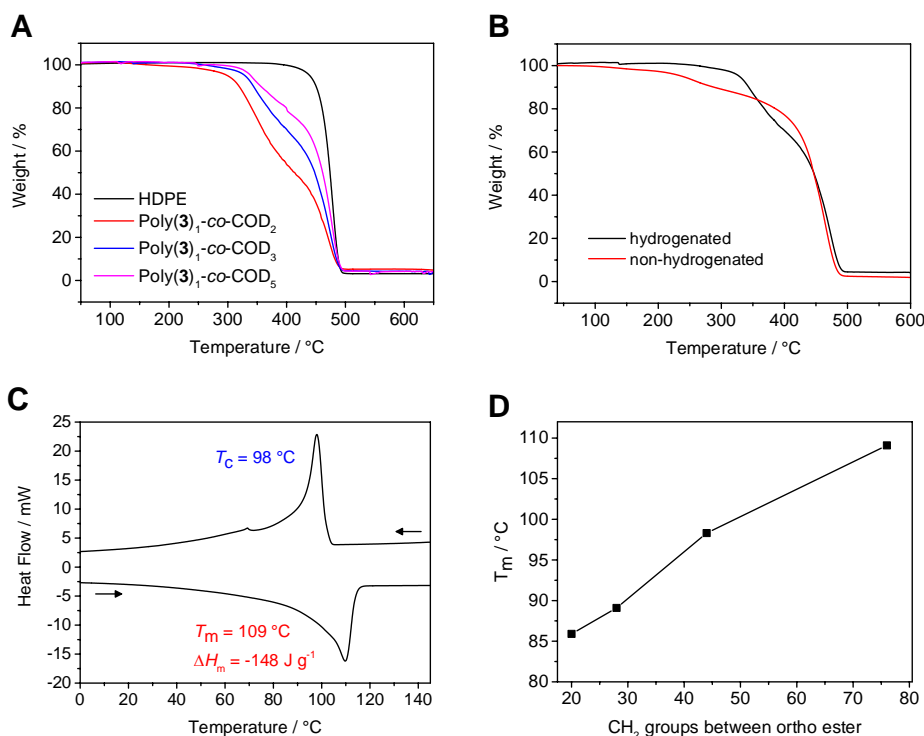 A
Weight / %
100
80
60
40
20
0
HDPE
Poly(3)₁-co-COD₂
Poly(3)₁-co-COD₃
Poly(3)₁-co-COD₅
100 200 300 400 500 600
Temperature / °C
B
Weight / %
100
80
60
40
20
0
hydrogenated
non-hydrogenated
100 200 300 400 500 600
Temperature / °C
C
Heat Flow / mW
25
20
15
10
5
0
-5
-10
-15
-20
Tc = 98 °C
Tm = 109 °C
ΔHm = -148 J g⁻¹
0 20 40 60 80 100 120 140
Temperature / °C
D
Tm / °C
110
105
100
95
90
85
80
20 30 40 50 60 70 80
CH₂ groups between ortho ester